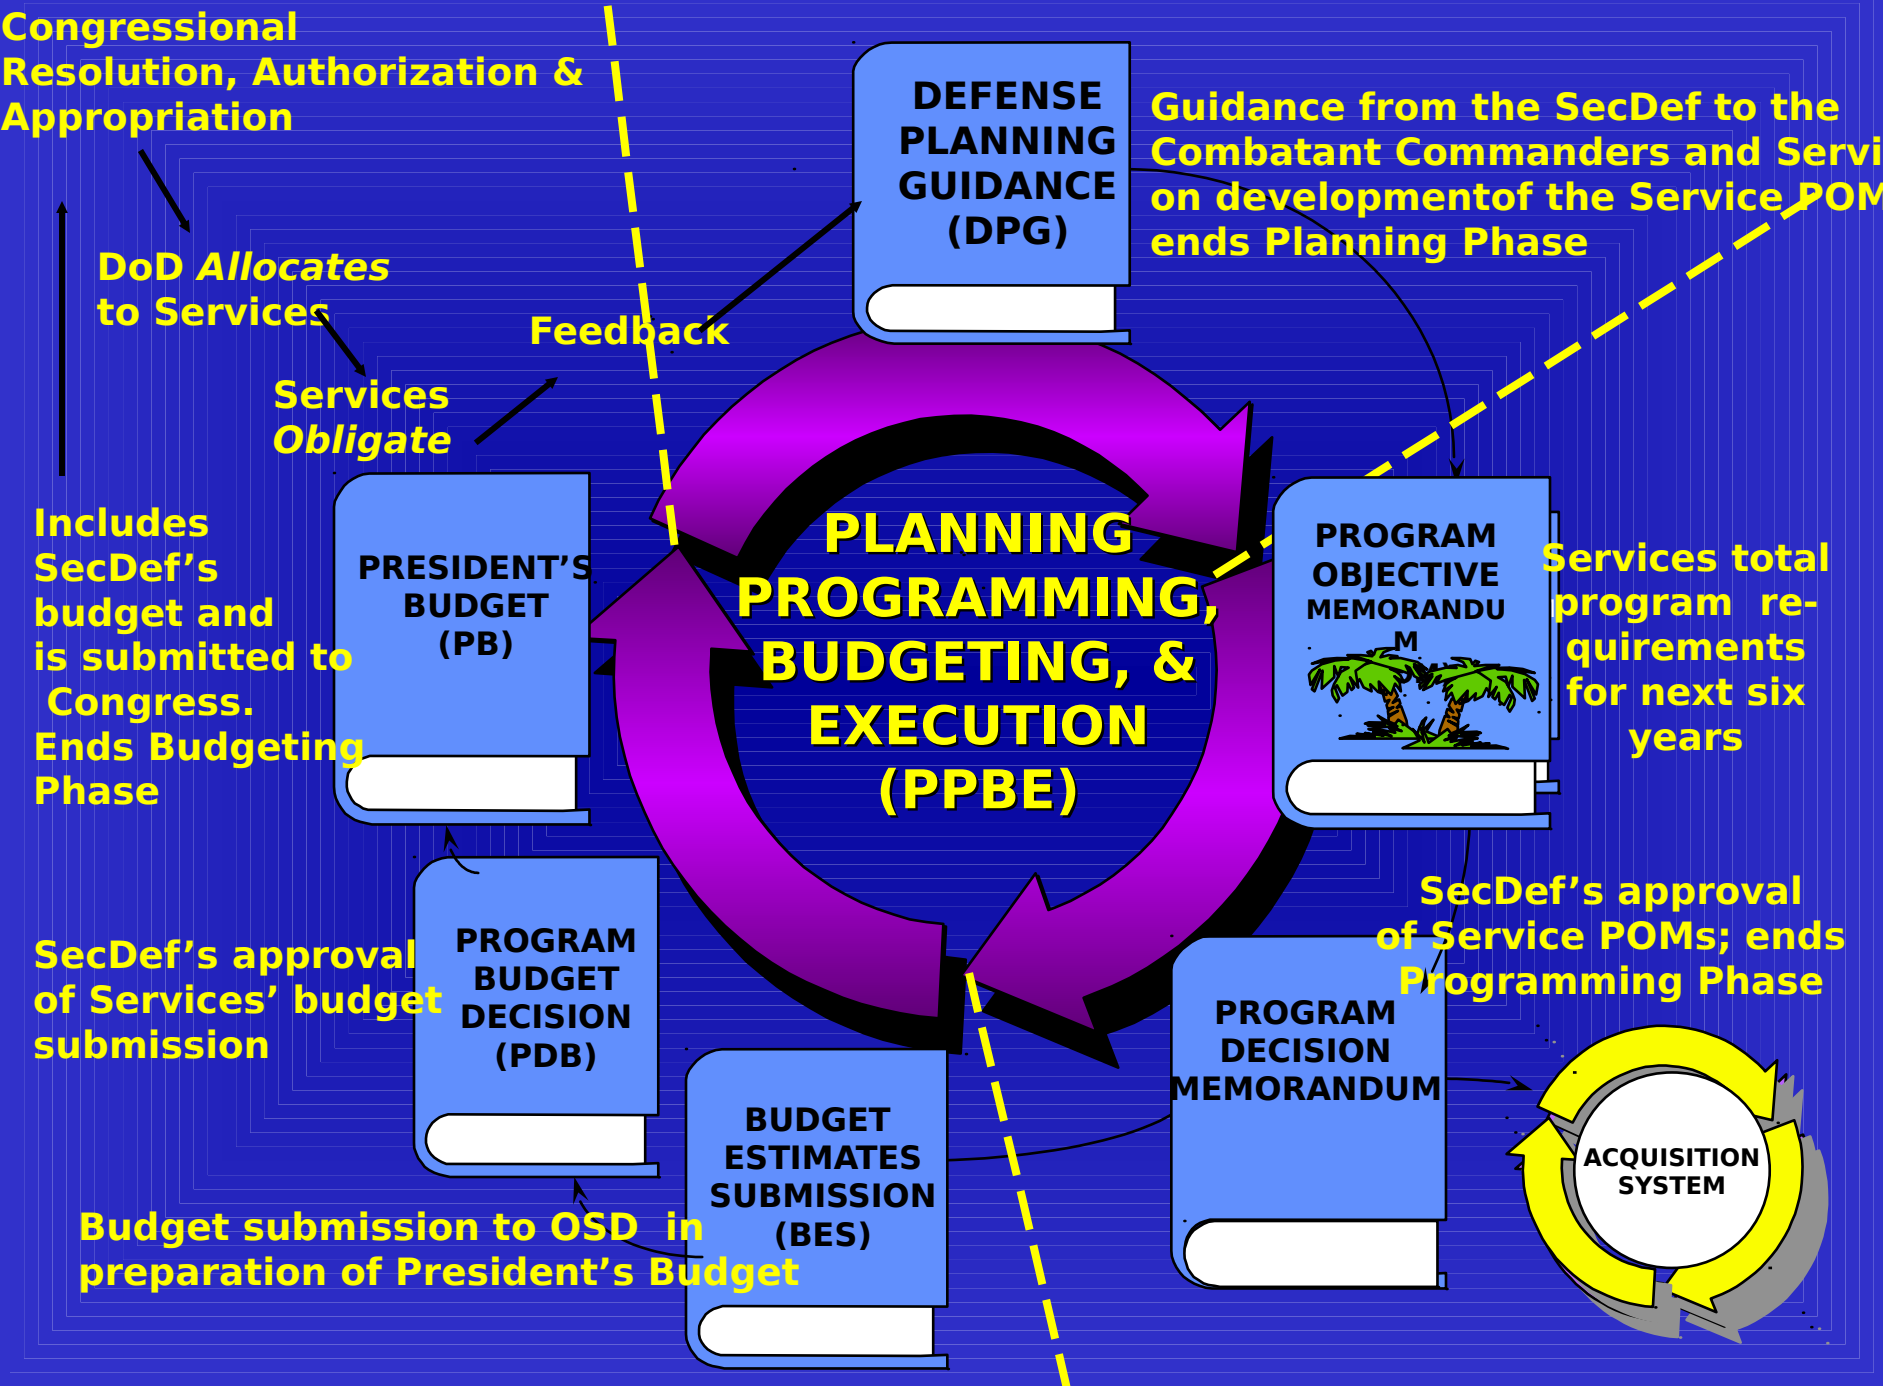 Congressional
Resolution, Authorization &
Appropriation
DEFENSE
PLANNING
GUIDANCE
(DPG)
Guidance from the SecDef to the
Combatant Commanders and Servi
on developmentof the Service POM
ends Planning Phase
DoD Allocates
to Services
Feedback
Services
Obligate
Includes
SecDef’s
budget and
is submitted to
Congress.
Ends Budgeting
Phase
PRESIDENT’S
BUDGET
(PB)
PLANNING
PROGRAMMING,
BUDGETING, &
EXECUTION
(PPBE)
PROGRAM
OBJECTIVE
MEMORANDU
M
Services total
program re-
quirements
for next six
years
SecDef’s approval
of Service POMs; ends
Programming Phase
SecDef’s approval
of Services’ budget
submission
PROGRAM
BUDGET
DECISION
(PDB)
PROGRAM
DECISION
MEMORANDUM
BUDGET
ESTIMATES
SUBMISSION
(BES)
Budget submission to OSD in
preparation of President’s Budget
ACQUISITION
SYSTEM